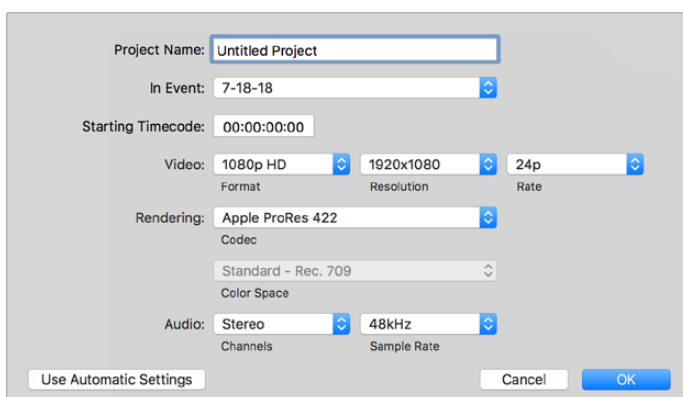 Project Name: Untitled Project
In Event: 7-18-18
Starting Timecode: 00:00:00:00
Video: 1080p HD 1920x1080 24p
Format Resolution Rate
Rendering: Apple ProRes 422
Codec
Standard - Rec. 709
Color Space
Audio: Stereo 48kHz
Channels Sample Rate
Use Automatic Settings Cancel OK